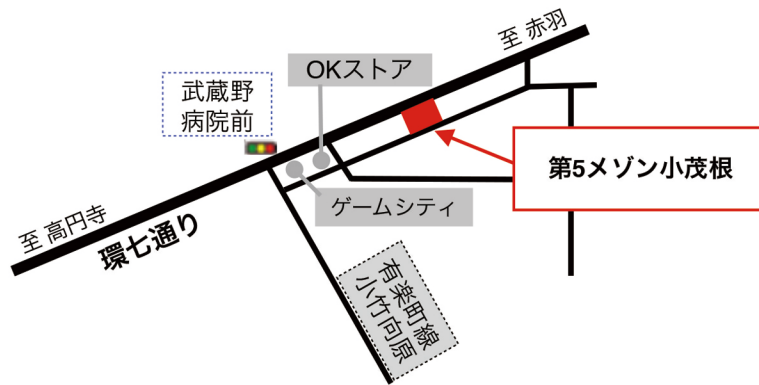 至 赤羽
OKストア
武蔵野
病院前
第5メゾン小茂根
ゲームシティ
至 高円寺
環七通り
有楽町線
小竹向原